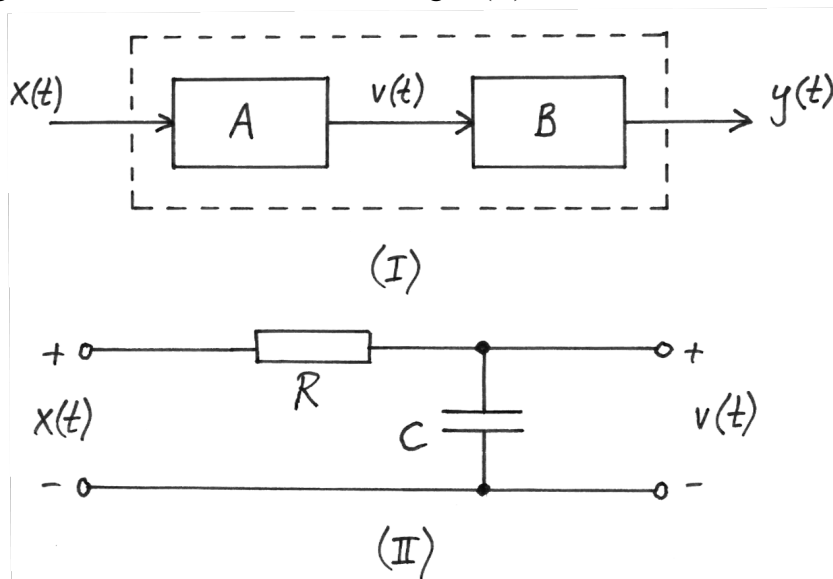 x(t) A v(t) B y(t)
(I)
+ R +
x(t) C v(t)
- -
(II)